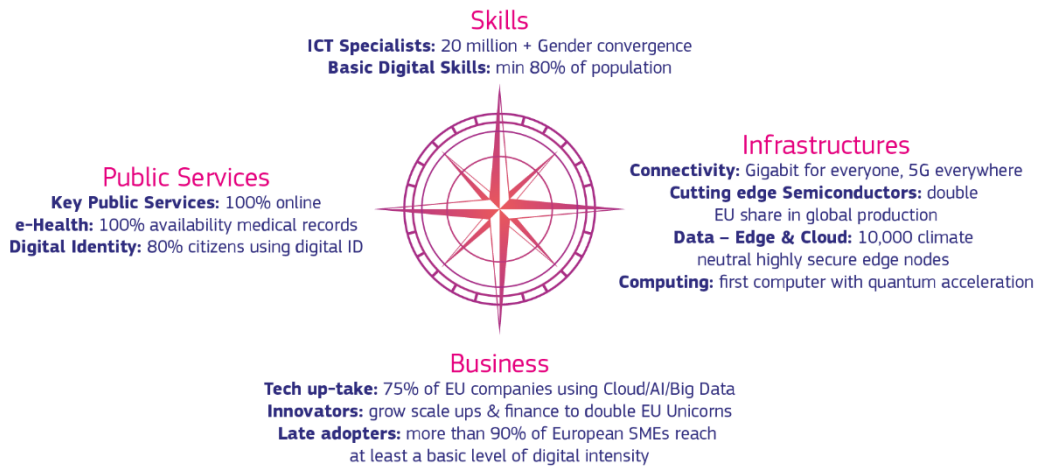 Skills
ICT Specialists: 20 million + Gender convergence
Basic Digital Skills: min 80% of population
Public Services
Key Public Services: 100% online
e-Health: 100% availability medical records
Digital Identity: 80% citizens using digital ID
Infrastructures
Connectivity: Gigabit for everyone, 5G everywhere
Cutting edge Semiconductors: double
EU share in global production
Data – Edge & Cloud: 10,000 climate
neutral highly secure edge nodes
Computing: first computer with quantum acceleration
Business
Tech up-take: 75% of EU companies using Cloud/AI/Big Data
Innovators: grow scale ups & finance to double EU Unicorns
Late adopters: more than 90% of European SMEs reach
at least a basic level of digital intensity